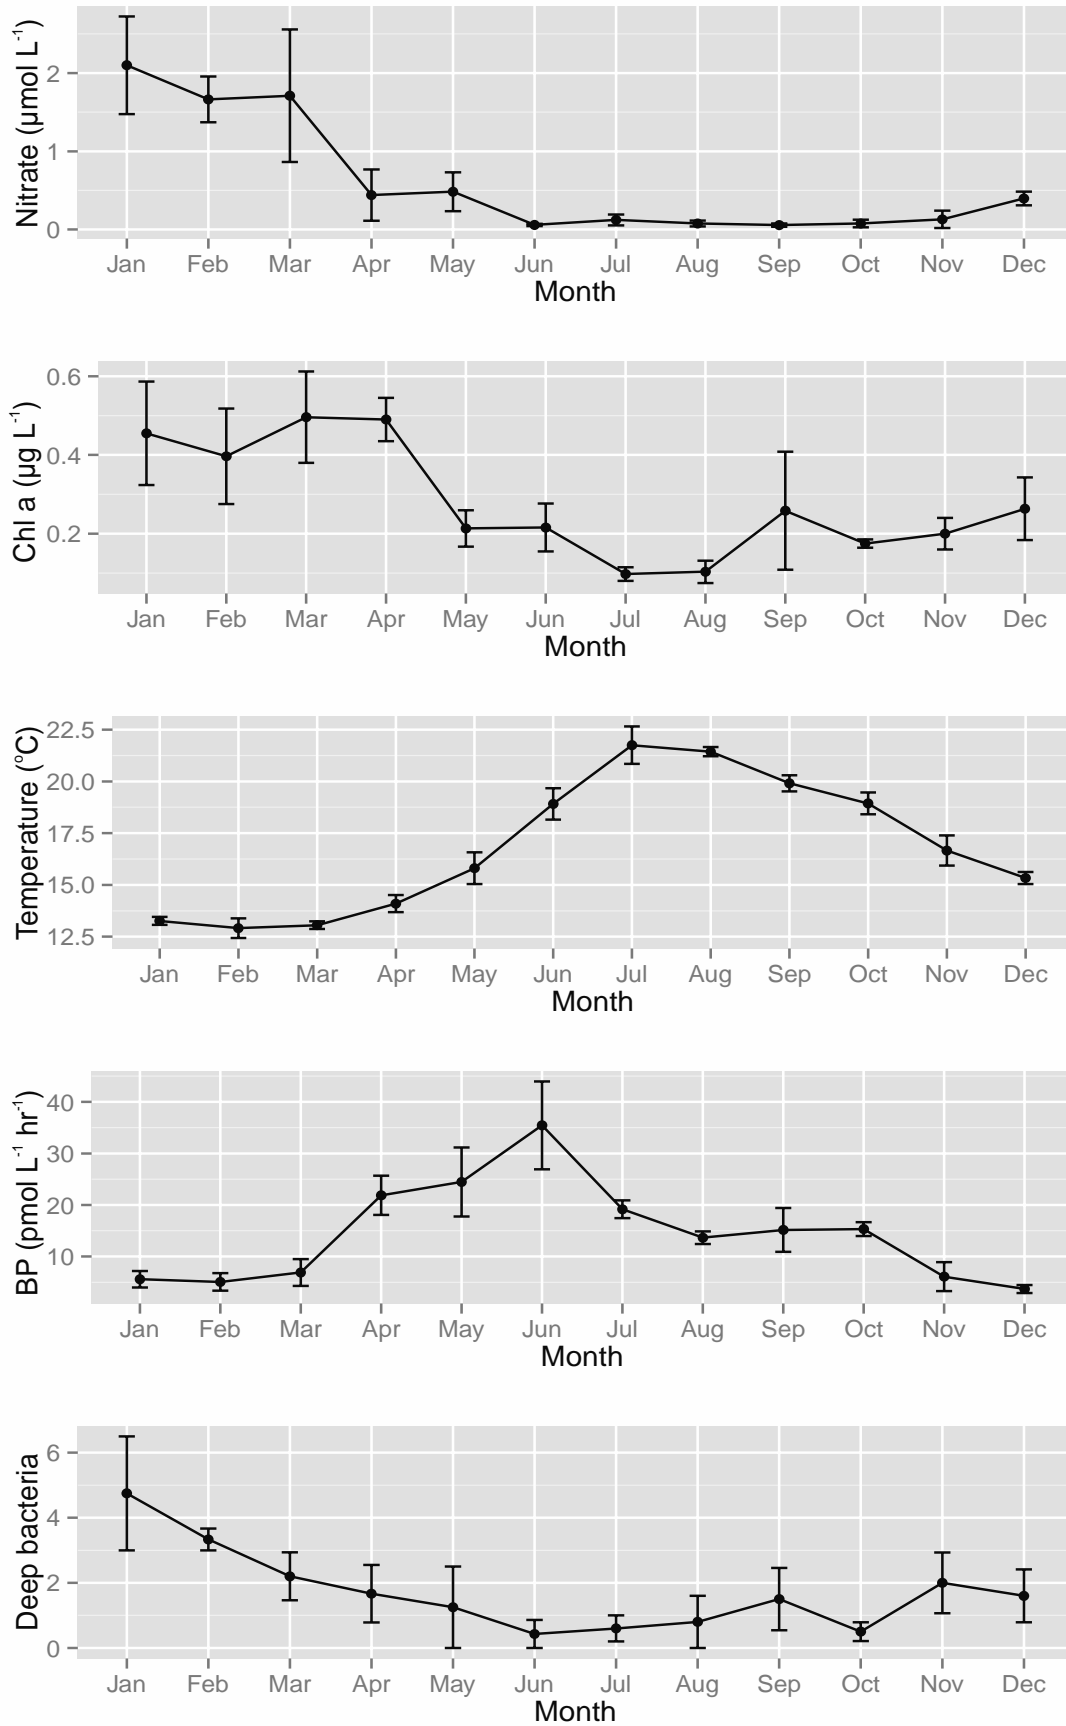 Nitrate (µmol L⁻¹)
2
1
0
Jan Feb Mar Apr May Jun Jul Aug Sep Oct Nov Dec
Month
Chl a (µg L⁻¹)
0.6
0.4
0.2
Jan Feb Mar Apr May Jun Jul Aug Sep Oct Nov Dec
Month
Temperature (°C)
22.5
20.0
17.5
15.0
12.5
Jan Feb Mar Apr May Jun Jul Aug Sep Oct Nov Dec
Month
BP (pmol L⁻¹ hr⁻¹)
40
30
20
10
Jan Feb Mar Apr May Jun Jul Aug Sep Oct Nov Dec
Month
Deep bacteria
6
4
2
0
Jan Feb Mar Apr May Jun Jul Aug Sep Oct Nov Dec
Month